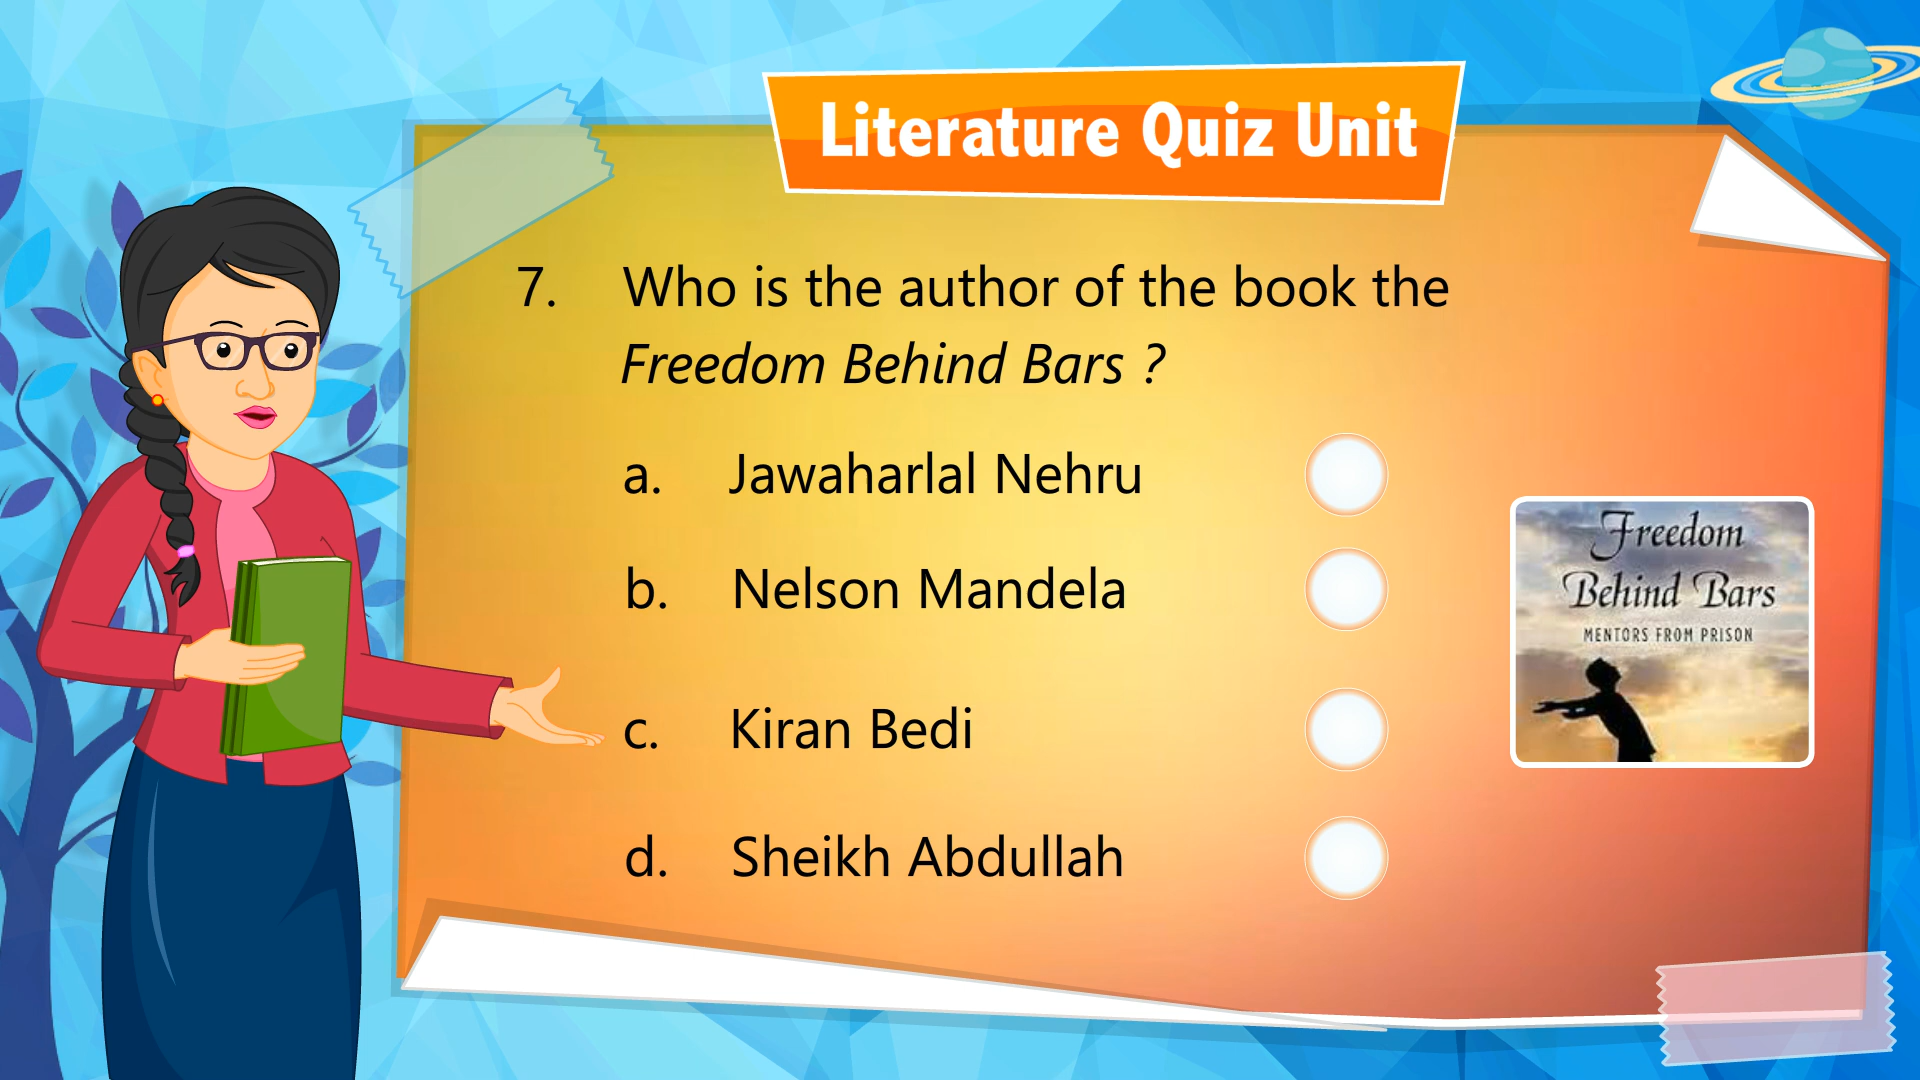 Literature Quiz Unit
7. Who is the author of the book the
Freedom Behind Bars ?
a. Jawaharlal Nehru
b. Nelson Mandela
c. Kiran Bedi
d. Sheikh Abdullah
Freedom
Behind Bars
MENTORS FROM PRISON